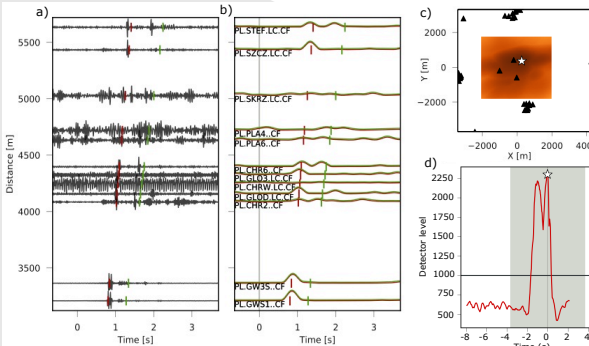 a)
5500
5000
4500
4000
3500
Distance [m]
0 1 2 3
Time [s]
b)
PL.STEF.LC.CF
PL.SZCZ.LC.CF
PL.SKRZ.LC.CF
PL.PLA4..CF
PL.PLA6..CF
PL.CHR6..CF
PL.GLO3.LC.CF
PL.CHRW.LC.CF
PL.GLOD.LC.CF
PL.CHR2..CF
PL.GW3S..CF
PL.GWS1..CF
0 1 2 3
Time [s]
c)
2000
0
−2000
Y [m]
−2000 0 2000 4000
X [m]
d)
2250
2000
1750
1500
1250
1000
750
500
Detector level
-8 -6 -4 -2 0 2 4